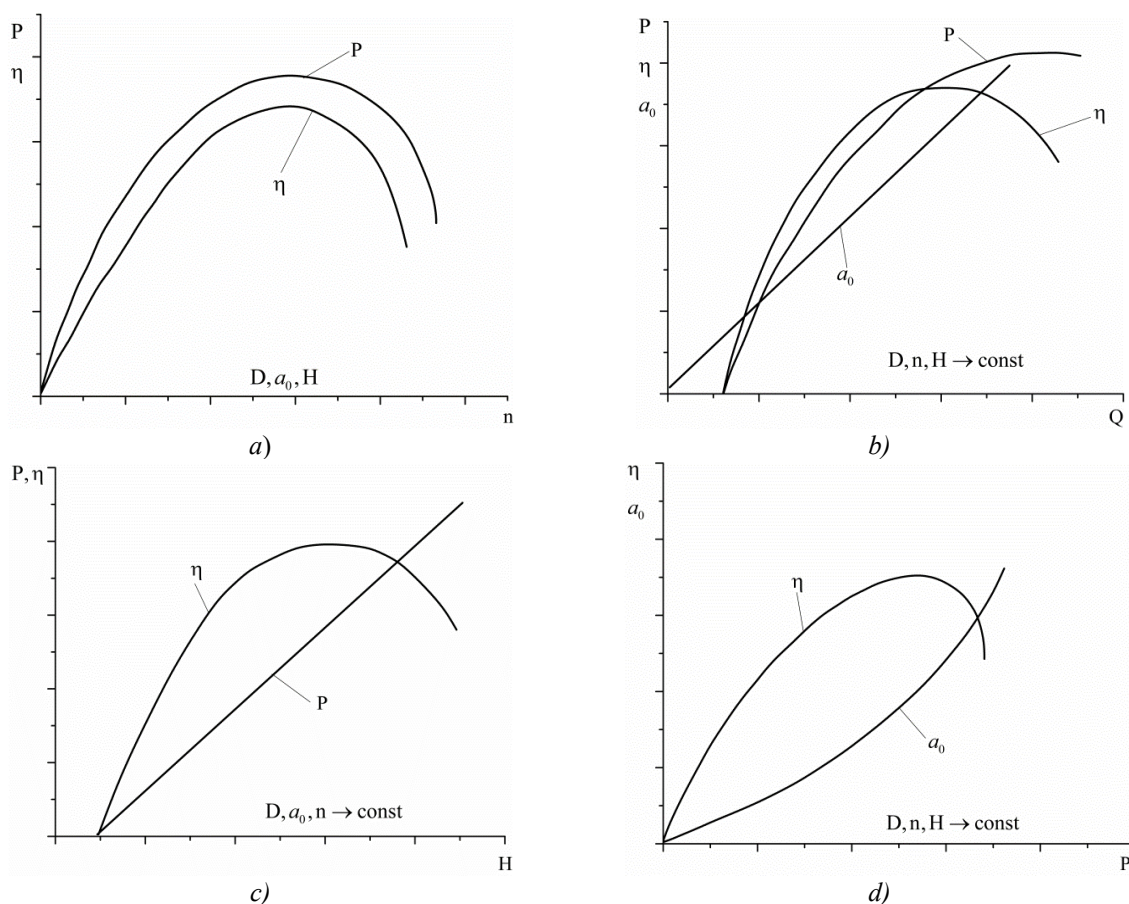 P
η
P
η
D, a₀, H
n
a)
P
η
a₀
P
η
a₀
D, n, H → const
Q
b)
P, η
η
P
D, a₀, n → const
H
c)
η
a₀
η
a₀
D, n, H → const
P
d)